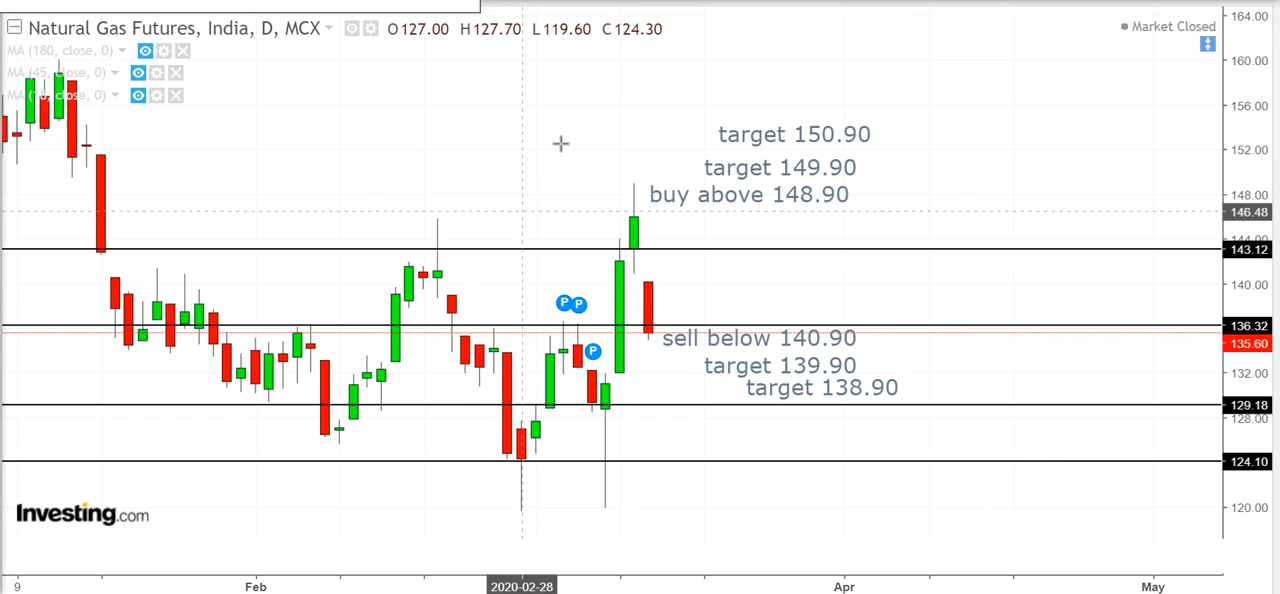 Natural Gas Futures, India, D, MCX O127.00 H127.70 L119.60 C124.30
Market Closed
MA (180, close, 0)
MA (45, close, 0)
close, 0)
164.00
160.00
156.00
152.00
148.00
146.48
144.00
143.12
140.00
136.32
135.60
132.00
129.18
128.00
124.10
120.00
target 150.90
target 149.90
buy above 148.90
P P
P
sell below 140.90
target 139.90
target 138.90
Investing.com
9 Feb 2020-02-28 Apr May